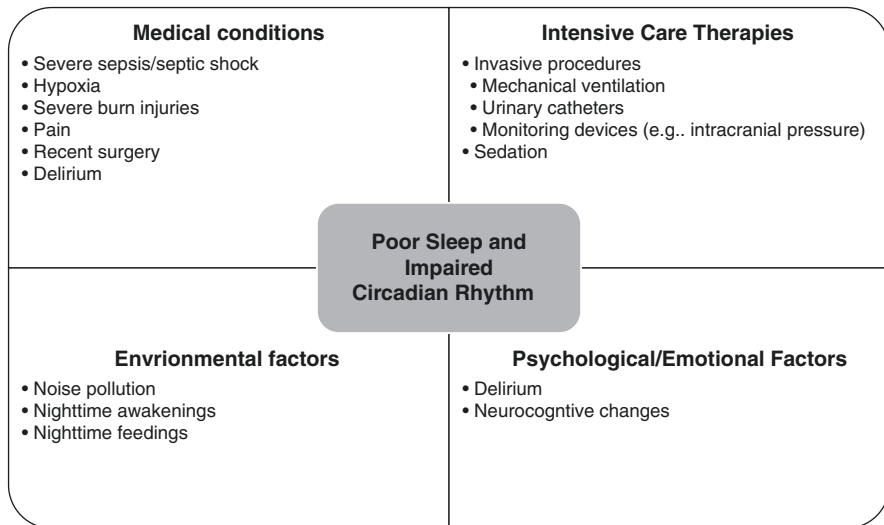 Medical conditions
• Severe sepsis/septic shock
• Hypoxia
• Severe burn injuries
• Pain
• Recent surgery
• Delirium
Intensive Care Therapies
• Invasive procedures
• Mechanical ventilation
• Urinary catheters
• Monitoring devices (e.g.. intracranial pressure)
• Sedation
Poor Sleep and
Impaired
Circadian Rhythm
Envrionmental factors
• Noise pollution
• Nighttime awakenings
• Nighttime feedings
Psychological/Emotional Factors
• Delirium
• Neurocogntive changes